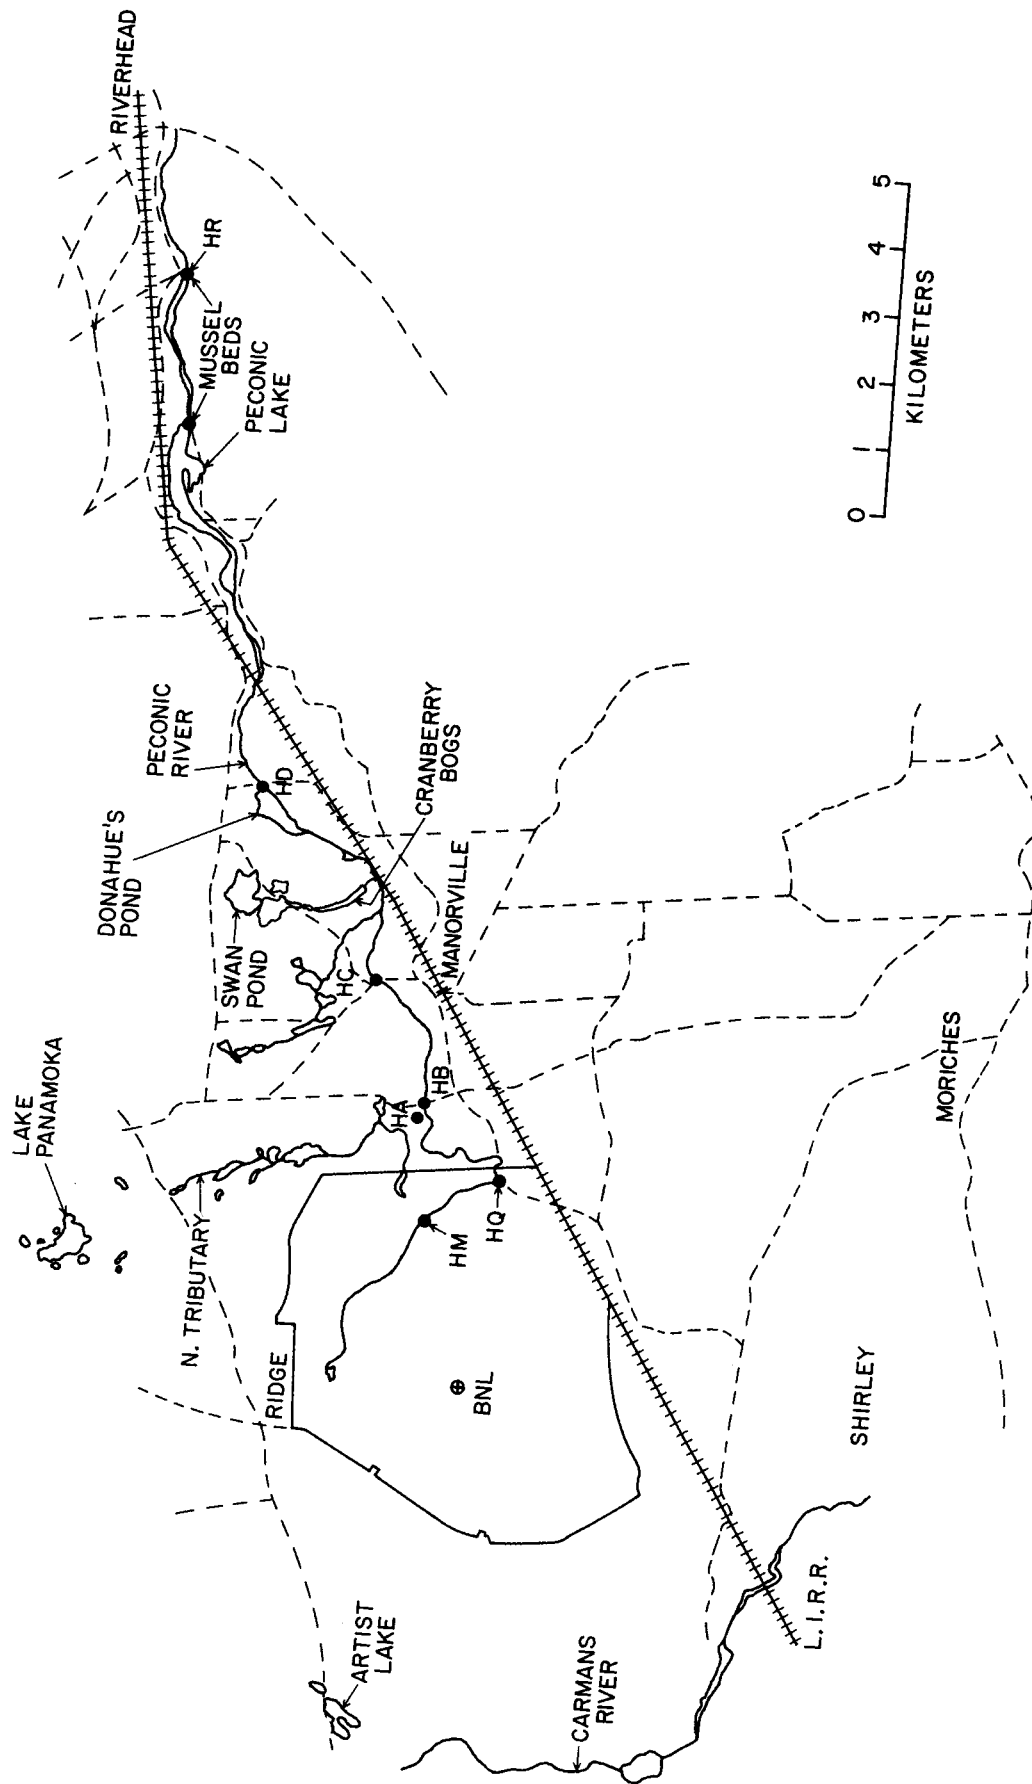 LAKE
PANAMOKA
N. TRIBUTARY
RIDGE
ARTIST
LAKE
CARMANS
RIVER
L.I.R.R.
SHIRLEY
MORICHES
BNL
HM
HQ
HA
HB
HC
SWAN
POND
DONAHUE'S
POND
PECONIC
RIVER
HD
CRANBERRY
BOGS
MANORVILLE
PECONIC
LAKE
MUSSEL
BEDS
HR
RIVERHEAD
0 1 2 3 4 5
KILOMETERS